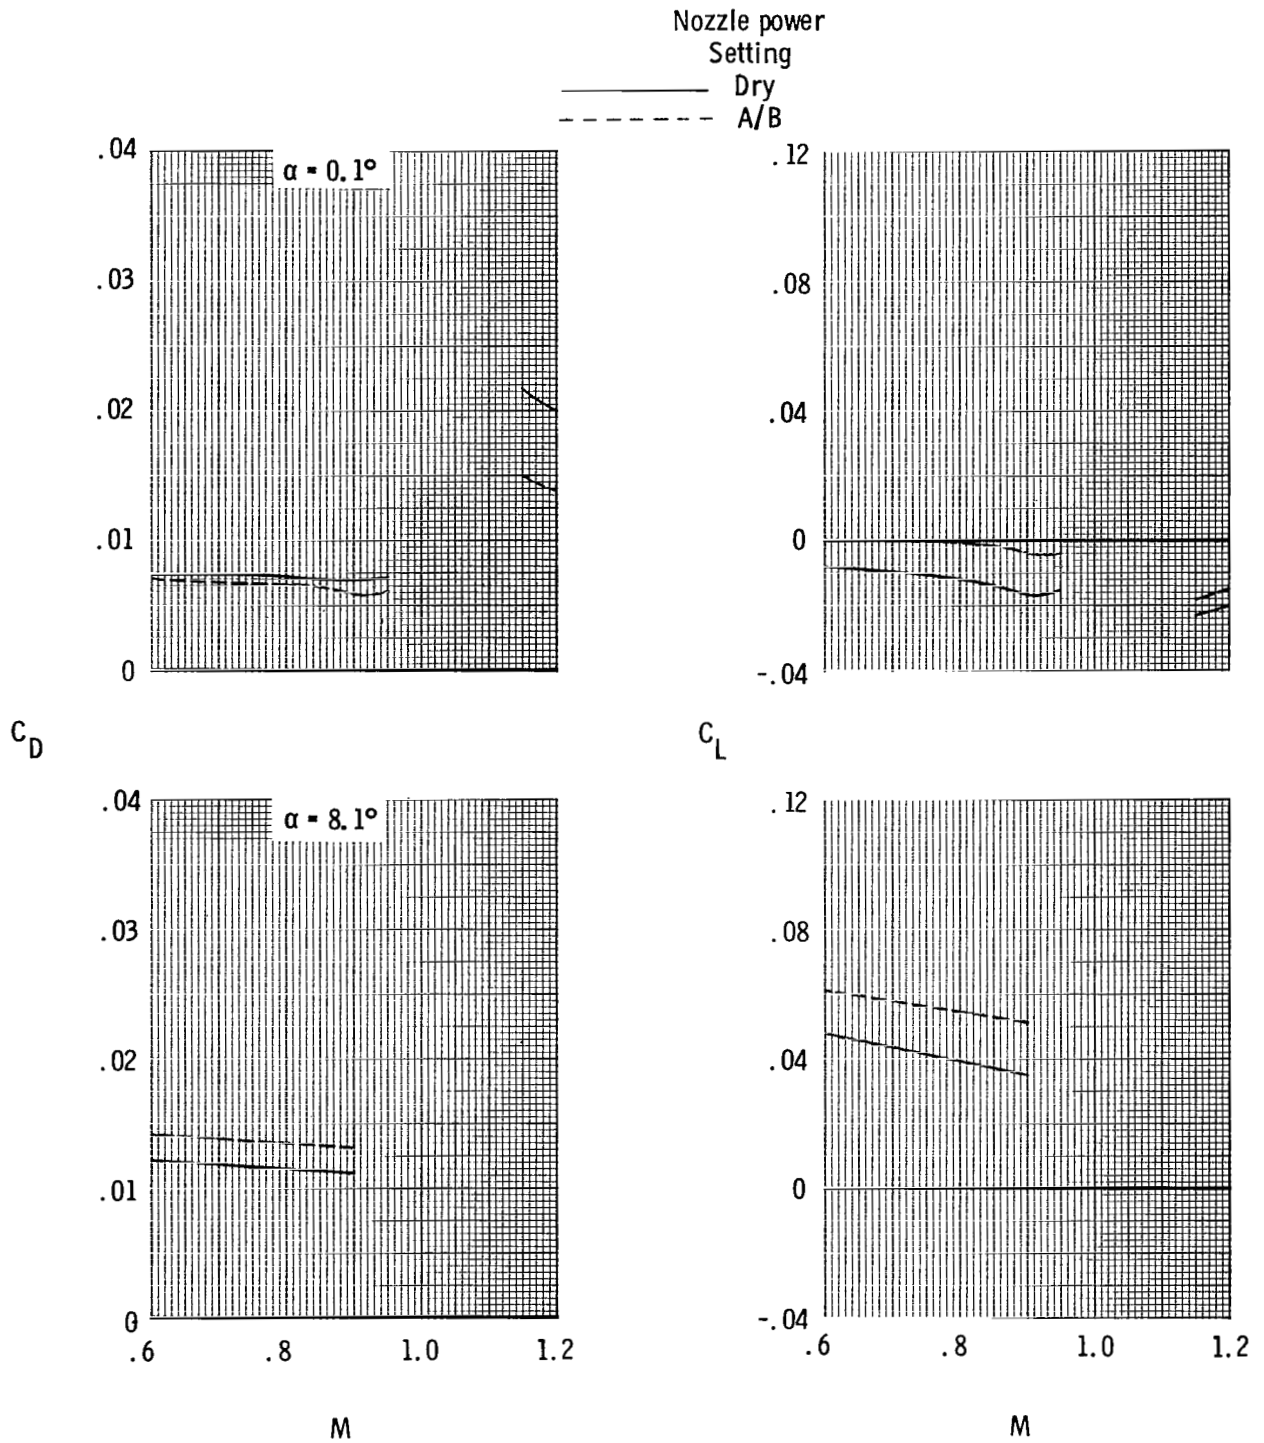 Nozzle power
Setting
Dry
A/B
.04
α = 0.1°
.03
.02
.01
0
.12
.08
.04
0
-.04
C_D
C_L
.04
α = 8.1°
.03
.02
.01
0
.6 .8 1.0 1.2
M
.12
.08
.04
0
-.04
.6 .8 1.0 1.2
M